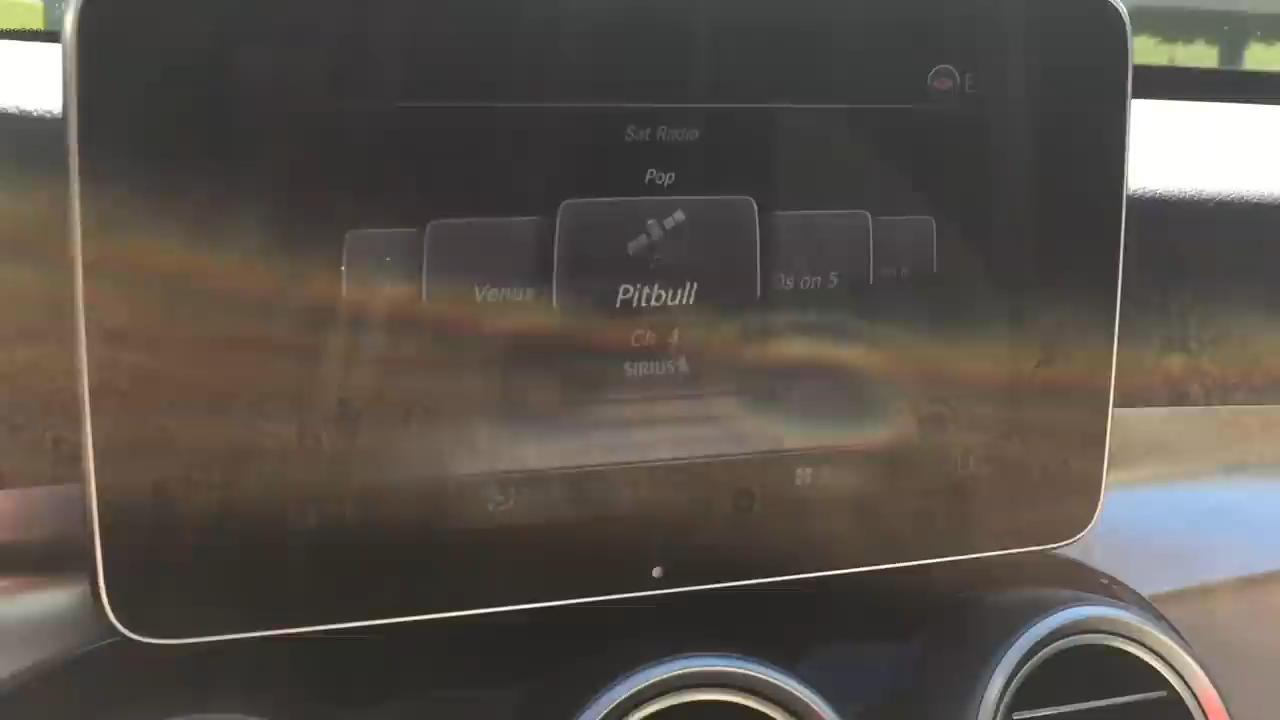 E
Sat Radio
Pop
Venus
Pitbull
0s on 5
Ch 4
SIRIUS